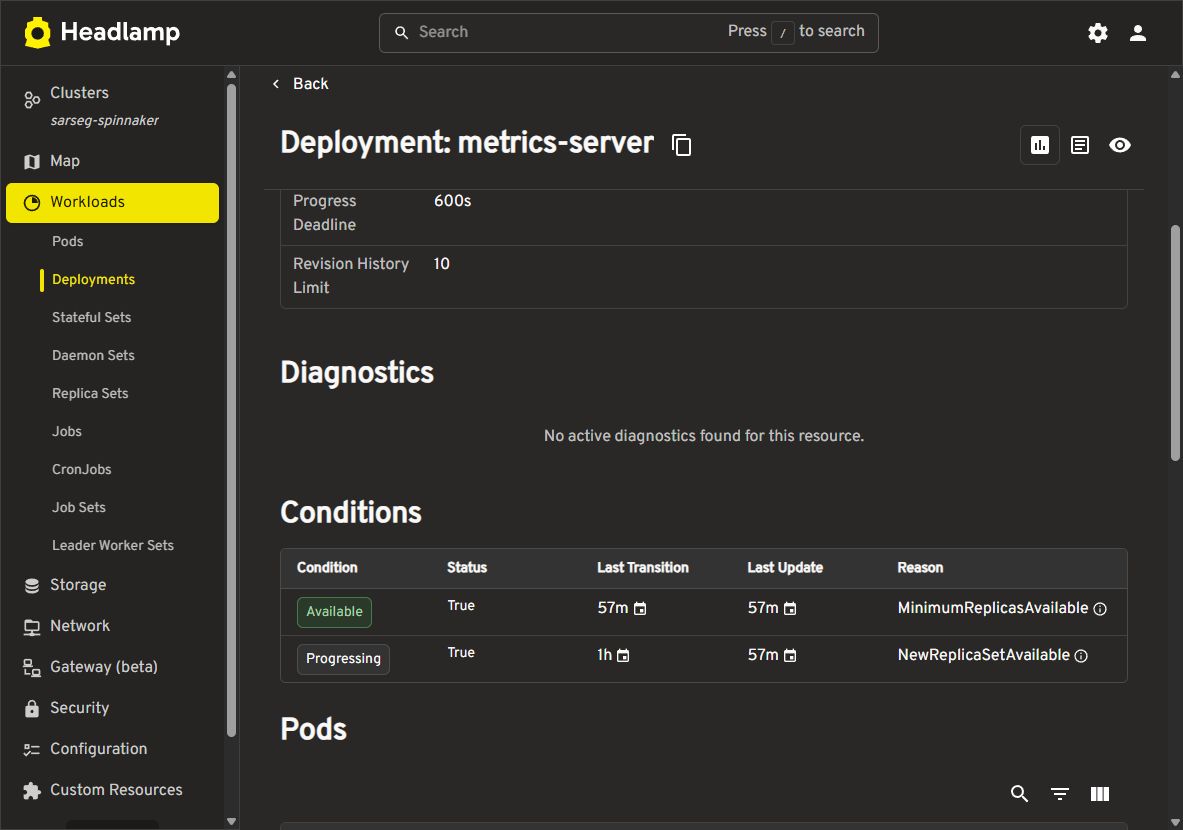 Headlamp
Search
Press / to search
Clusters
sarseg-spinnaker
Map
Workloads
Pods
Deployments
Stateful Sets
Daemon Sets
Replica Sets
Jobs
CronJobs
Job Sets
Leader Worker Sets
Storage
Network
Gateway (beta)
Security
Configuration
Custom Resources
Back
Deployment: metrics-server
Progress Deadline 600s
Revision History Limit 10
Diagnostics
No active diagnostics found for this resource.
Conditions
Condition Status Last Transition Last Update Reason
Available True 57m 57m MinimumReplicasAvailable
Progressing True 1h 57m NewReplicaSetAvailable
Pods